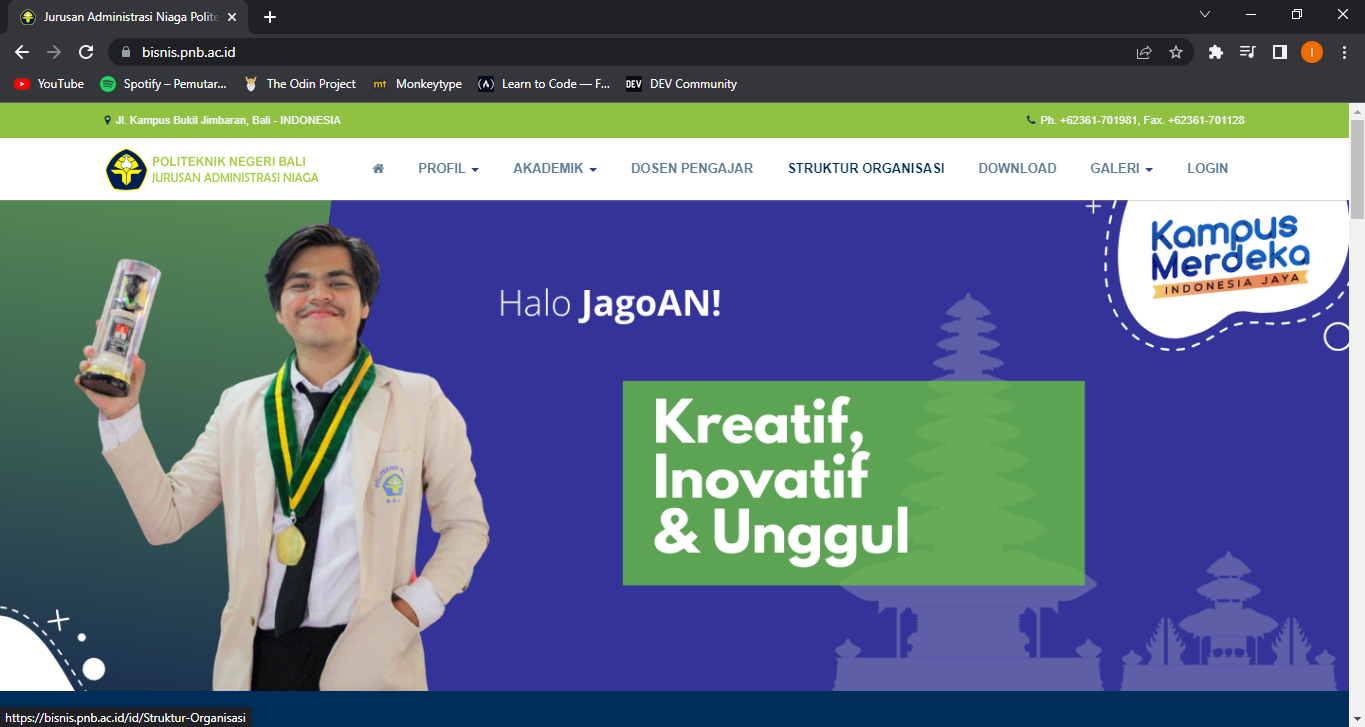 Jurusan Administrasi Niaga Polite
bisnis.pnb.ac.id
I
YouTube
Spotify – Pemutar...
The Odin Project
mt Monkeytype
(A) Learn to Code — F...
DEV DEV Community
Jl. Kampus Bukit Jimbaran, Bali - INDONESIA
Ph. +62361-701981, Fax. +62361-701128
POLITEKNIK NEGERI BALI
JURUSAN ADMINISTRASI NIAGA
PROFIL
AKADEMIK
DOSEN PENGAJAR
STRUKTUR ORGANISASI
DOWNLOAD
GALERI
LOGIN
Kampus
Merdeka
INDONESIA JAYA
Halo JagoAN!
Kreatif,
Inovatif
& Unggul
POLITEKNIK NEGERI
BALI
https://bisnis.pnb.ac.id/id/Struktur-Organisasi